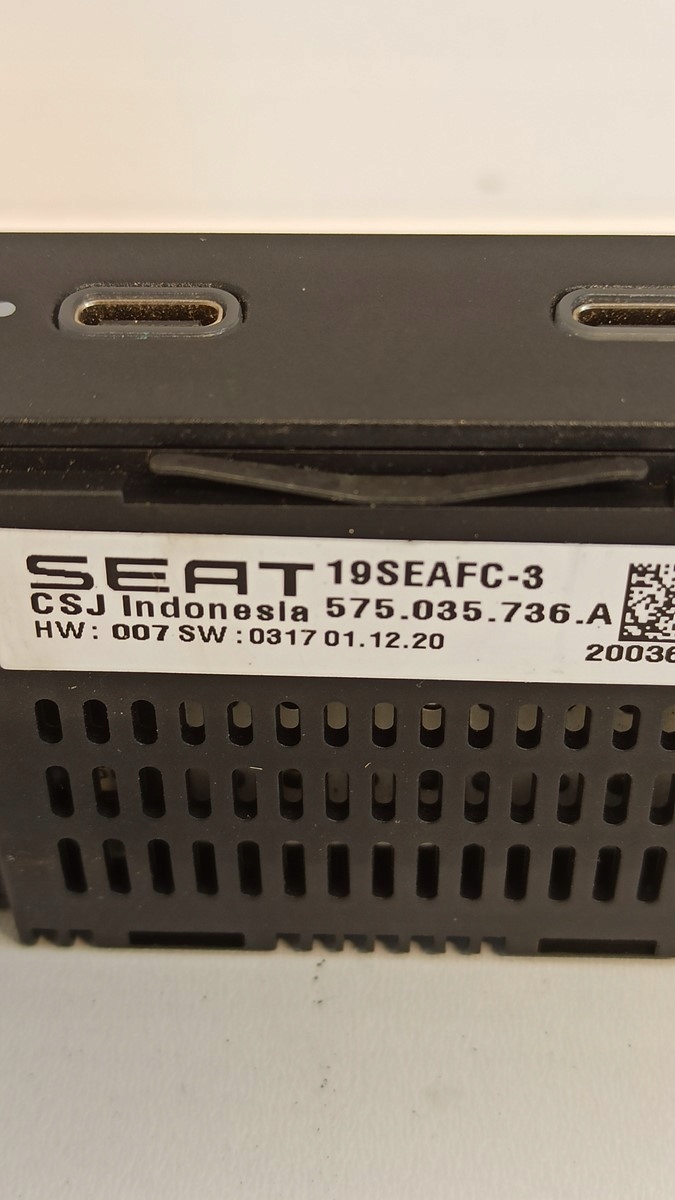 SEAT 19SEAFC-3
CSJ Indonesia 575.035.736.A
HW: 007 SW :0317 01.12.20
20036